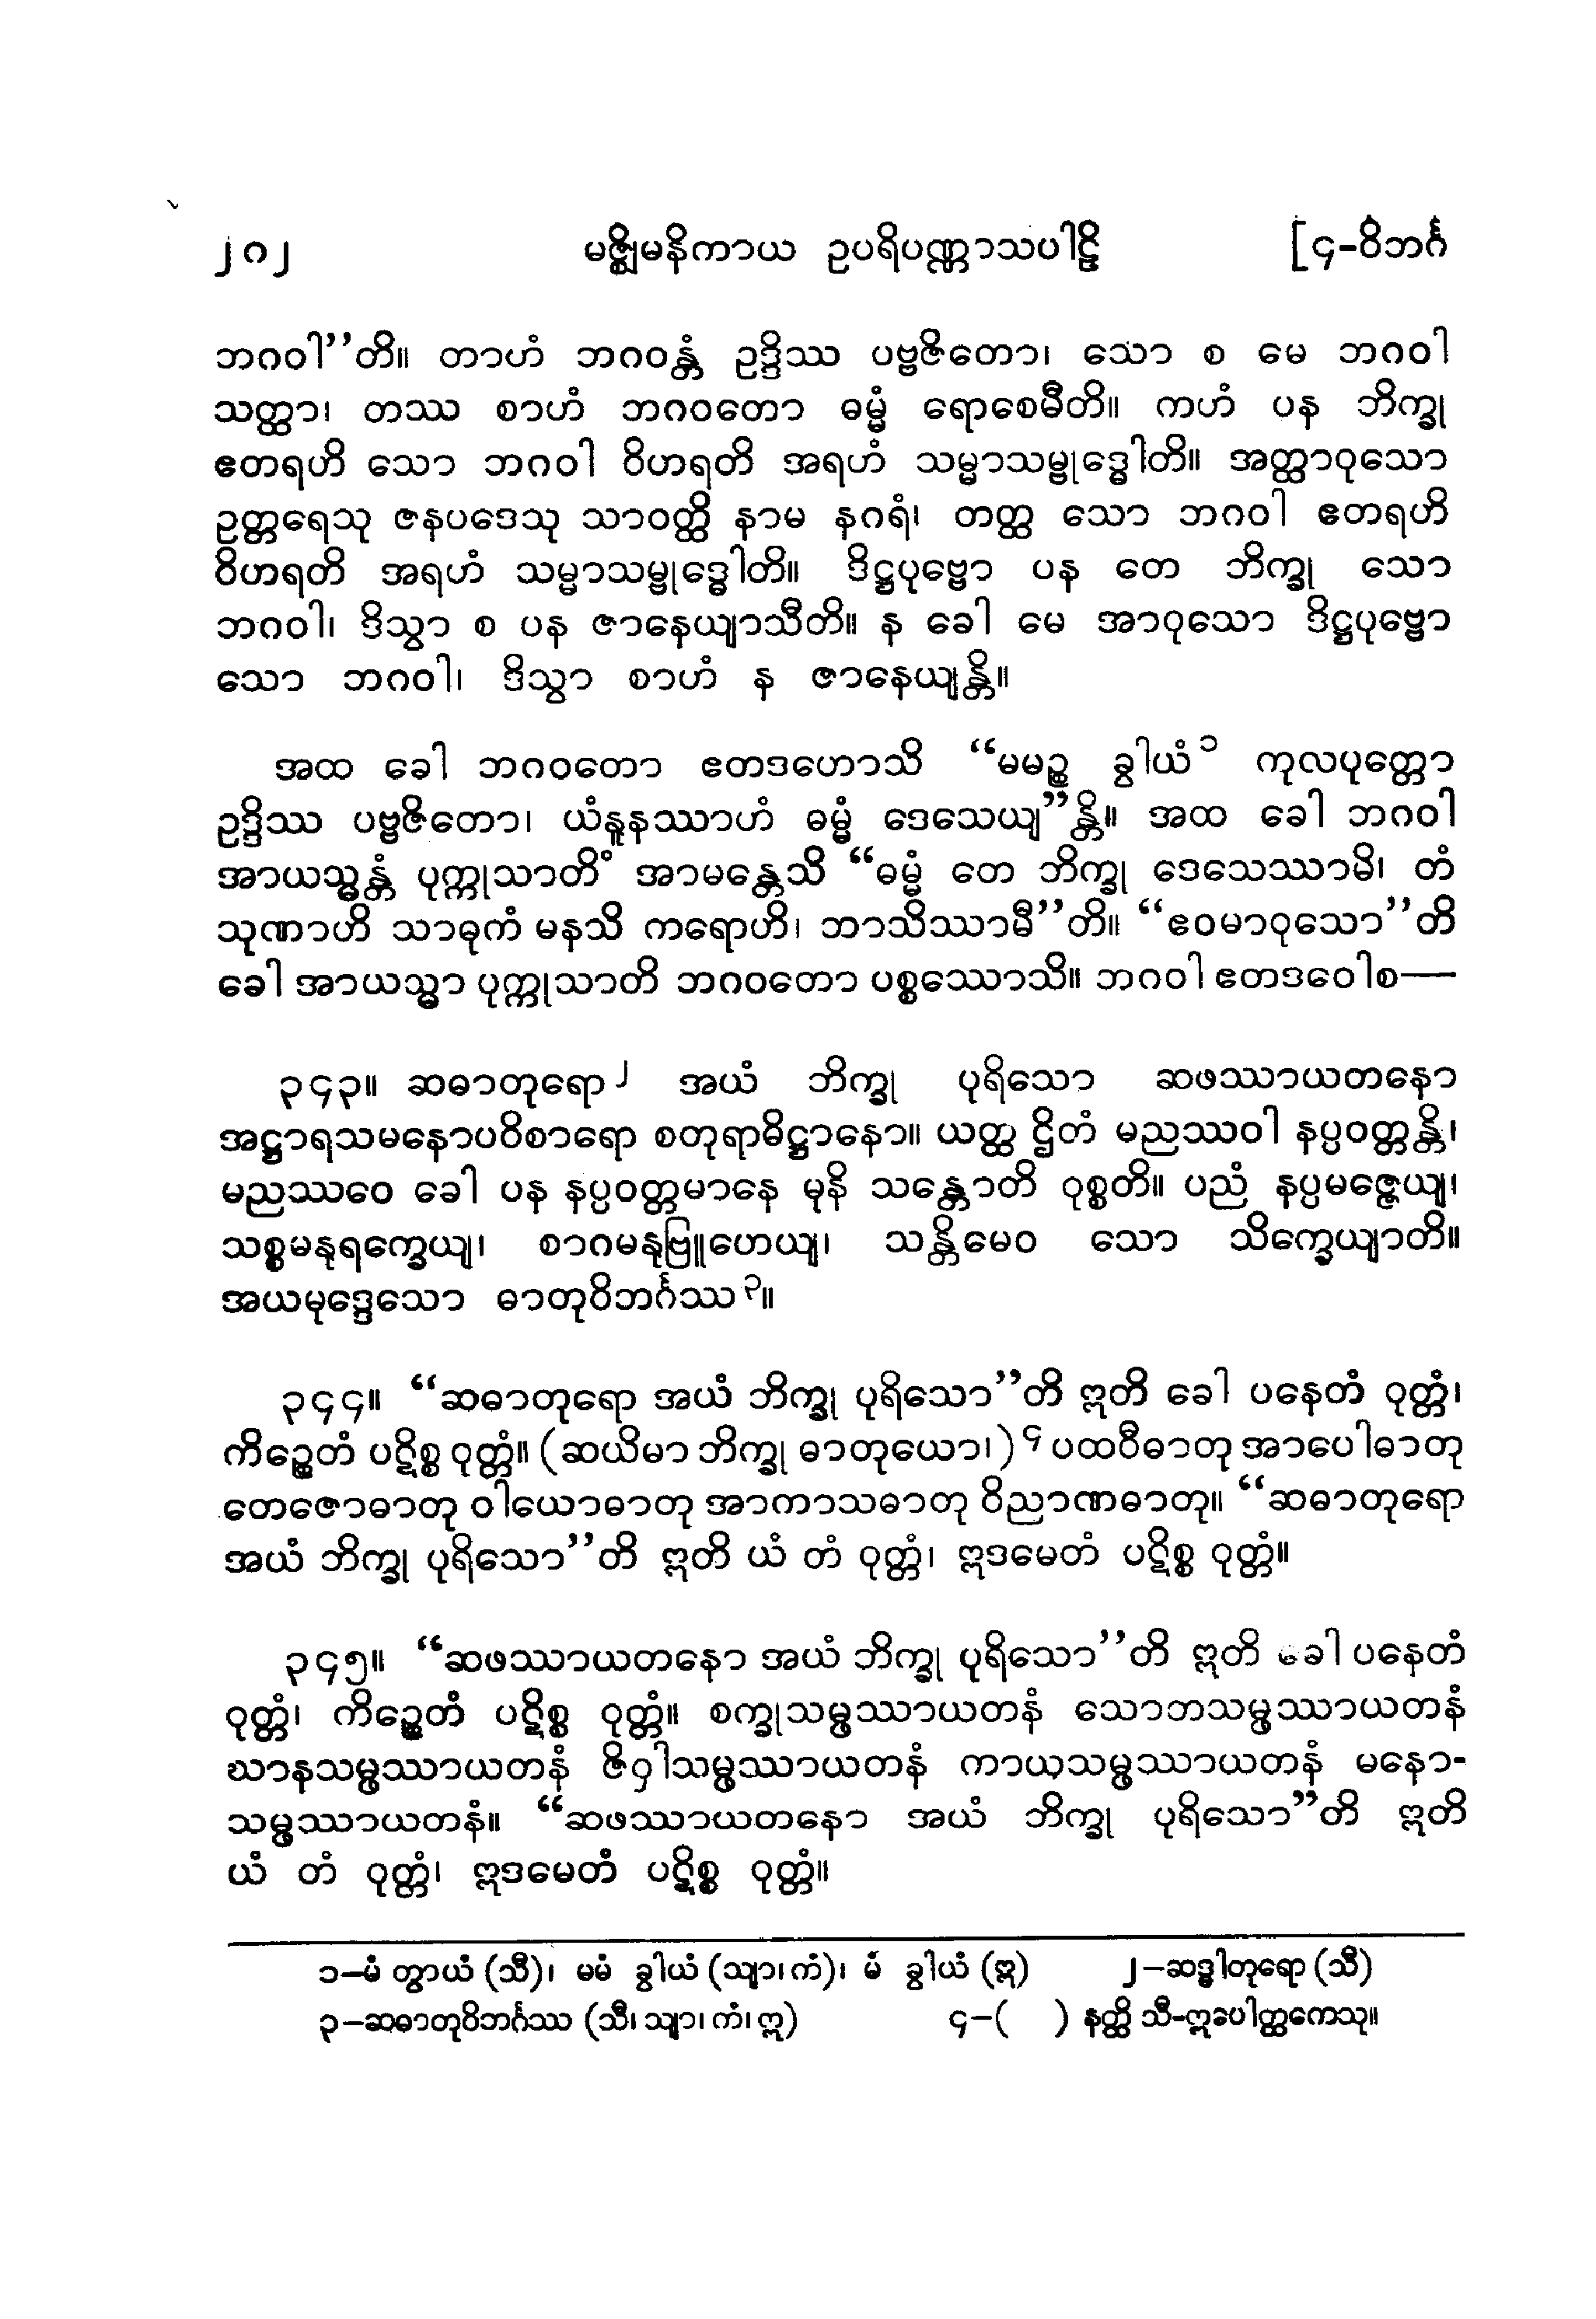 ၂၈၂ မဇ္ဈိမနိကာယ ဥပရိပဏ္ဏာသပါဠိ [၄-ဝိဘင်္ဂ
ဘဂဝါ’’တိ။ တာဟံ ဘဂဝန္တံ ဥဒ္ဒိဿ ပဗ္ဗဇိတော၊ သော စ မေ ဘဂဝါ
သတ္ထာ၊ တဿ စာဟံ ဘဂဝတော ဓမ္မံ ရောစေမီတိ။ ကဟံ ပန ဘိက္ခု
ဧတရဟိ သော ဘဂဝါ ဝိဟရတိ အရဟံ သမ္မာသမ္ဗုဒ္ဓေါတိ။ အတ္ထာဝုသော
ဥတ္တရေသု ဇနပဒေသု သာဝတ္ထိ နာမ နဂရံ၊ တတ္ထ သော ဘဂဝါ ဧတရဟိ
ဝိဟရတိ အရဟံ သမ္မာသမ္ဗုဒ္ဓေါတိ။ ဒိဋ္ဌပုဗ္ဗော ပန တေ ဘိက္ခု သော
ဘဂဝါ၊ ဒိသွာ စ ပန ဇာနေယျာသီတိ။ န ခေါ မေ အာဝုသော ဒိဋ္ဌပုဗ္ဗော
သော ဘဂဝါ၊ ဒိသွာ စာဟံ န ဇာနေယျန္တိ။
အထ ခေါ ဘဂဝတော ဧတဒဟောသိ “မမဉ္စ ခွါယံ၁ ကုလပုတ္တော
ဥဒ္ဒိဿ ပဗ္ဗဇိတော၊ ယံနူနဿာဟံ ဓမ္မံ ဒေသေယျ”န္တိ။ အထ ခေါ ဘဂဝါ
အာယသ္မန္တံ ပုက္ကုသာတိံ အာမန္တေသိ “ဓမ္မံ တေ ဘိက္ခု ဒေသေဿာမိ၊ တံ
သုဏာဟိ သာဓုကံ မနသိ ကရောဟိ၊ ဘာသိဿာမီ’’တိ။ “ဧဝမာဝုသော’’တိ
ခေါ အာယသ္မာ ပုက္ကုသာတိ ဘဂဝတော ပစ္စဿောသိ။ ဘဂဝါ ဧတဒဝေါစ—
၃၄၃။ ဆဓာတုရော၂ အယံ ဘိက္ခု ပုရိသော ဆဖဿာယတနော
အဋ္ဌာရသမနောပဝိစာရော စတုရာဓိဋ္ဌာနော။ ယတ္ထ ဌိတံ မညဿဝါ နပ္ပဝတ္တန္တိ၊
မညဿဝေ ခေါ ပန နပ္ပဝတ္တမာနေ မုနိ သန္တောတိ ဝုစ္စတိ။ ပညံ နပ္ပမဇ္ဇေယျ၊
သစ္စမနုရက္ခေယျ၊ စာဂမနုဗြူဟေယျ၊ သန္တိမေဝ သော သိက္ခေယျာတိ။
အယမုဒ္ဒေသော ဓာတုဝိဘင်္ဂဿ၃။
၃၄၄။ “ဆဓာတုရော အယံ ဘိက္ခု ပုရိသော’’တိ ဣတိ ခေါ ပနေတံ ဝုတ္တံ၊
ကိဉ္စေတံ ပဋိစ္စ ဝုတ္တံ။ (ဆယိမာ ဘိက္ခု ဓာတုယော၊)၄ ပထဝီဓာတု အာပေါဓာတု
တေဇောဓာတု ဝါယောဓာတု အာကာသဓာတု ဝိညာဏဓာတု။ “ဆဓာတုရော
အယံ ဘိက္ခု ပုရိသော’’တိ ဣတိ ယံ တံ ဝုတ္တံ၊ ဣဒမေတံ ပဋိစ္စ ဝုတ္တံ။
၃၄၅။ “ဆဖဿာယတနော အယံ ဘိက္ခု ပုရိသော’’တိ ဣတိ ခေါ ပနေတံ
ဝုတ္တံ၊ ကိဉ္စေတံ ပဋိစ္စ ဝုတ္တံ။ စက္ခုသမ္ဖဿာယတနံ သောတသမ္ဖဿာယတနံ
ဃာနသမ္ဖဿာယတနံ ဇိဝှါသမ္ဖဿာယတနံ ကာယသမ္ဖဿာယတနံ မနော-
သမ္ဖဿာယတနံ။ “ဆဖဿာယတနော အယံ ဘိက္ခု ပုရိသော”တိ ဣတိ
ယံ တံ ဝုတ္တံ၊ ဣဒမေတံ ပဋိစ္စ ဝုတ္တံ။
၁—မံ တွာယံ (သီ)၊ မမံ ခွါယံ (သျာ၊ ကံ)၊ မံ ခွါယံ (ဣ) ၂—ဆဒ္ဓါတုရော (သီ)
၃—ဆဓာတုဝိဘင်္ဂဿ (သီ၊ သျာ၊ ကံ၊ ဣ) ၄—( ) နတ္ထိ သီ-ဣပေါတ္ထကေသု။